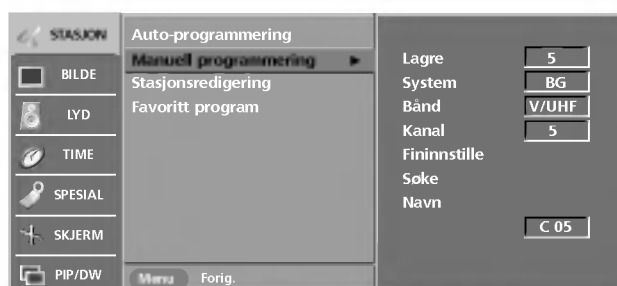 STASJON
BILDE
LYD
TIME
SPESIAL
SKJERM
PIP/DW
Auto-programmering
Manuell programmering
Stasjonsredigering
Favoritt program
Menu Forig.
Lagre 5
System BG
Bånd V/UHF
Kanal 5
Fininnstille
Søke
Navn
C 05